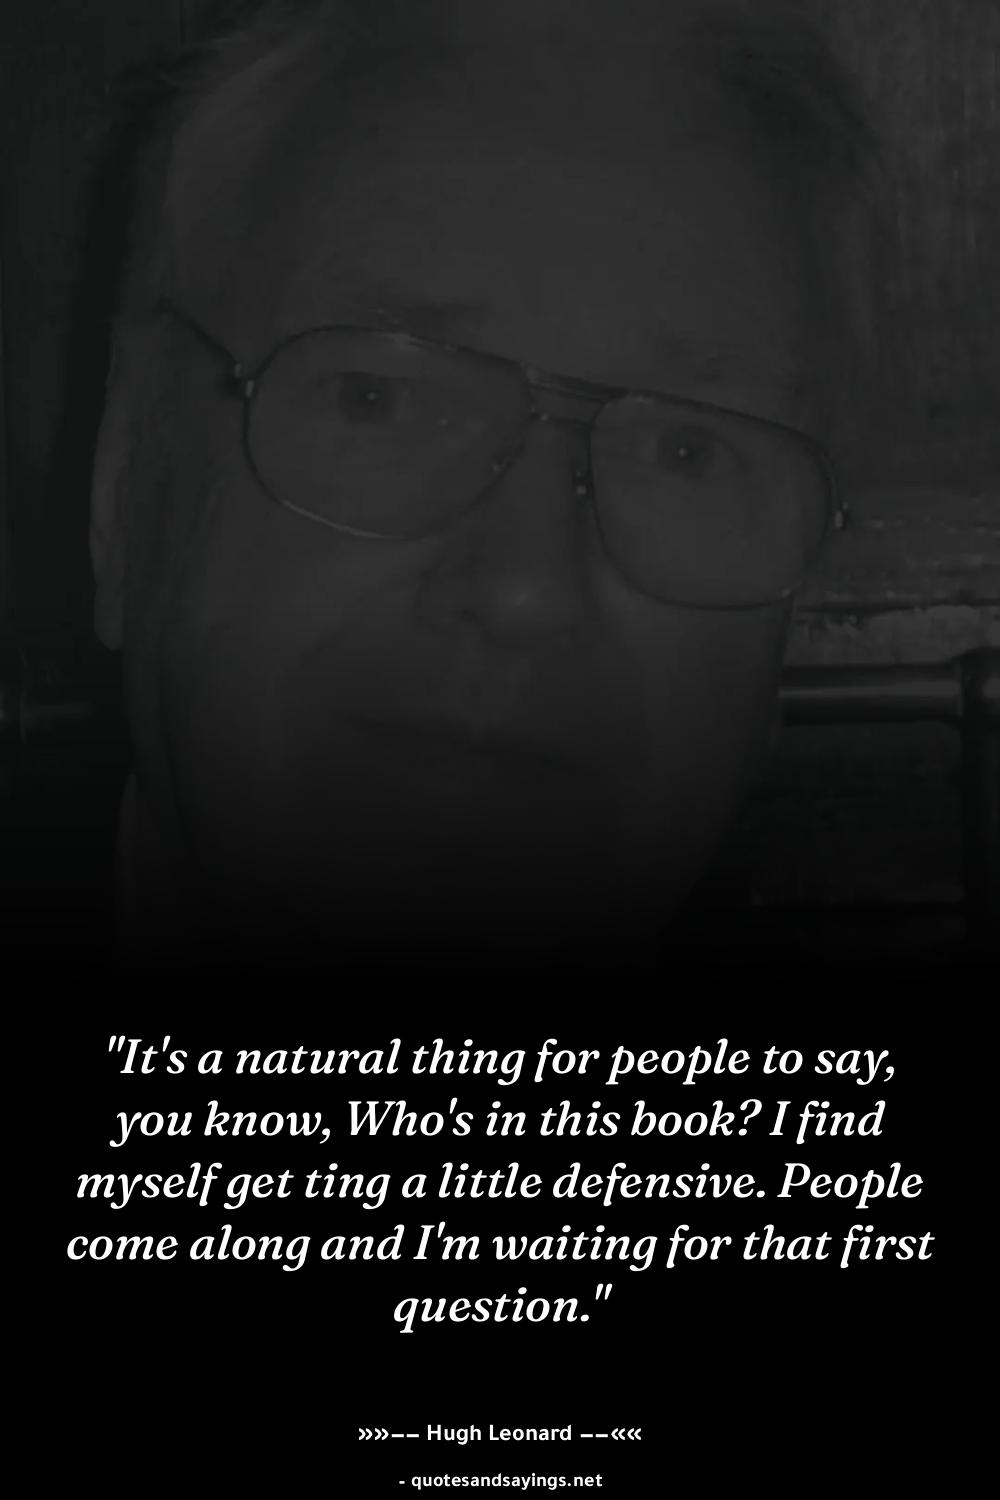 "It's a natural thing for people to say,
you know, Who's in this book? I find
myself get ting a little defensive. People
come along and I'm waiting for that first
question."
»»—— Hugh Leonard ——««
- quotesandsayings.net